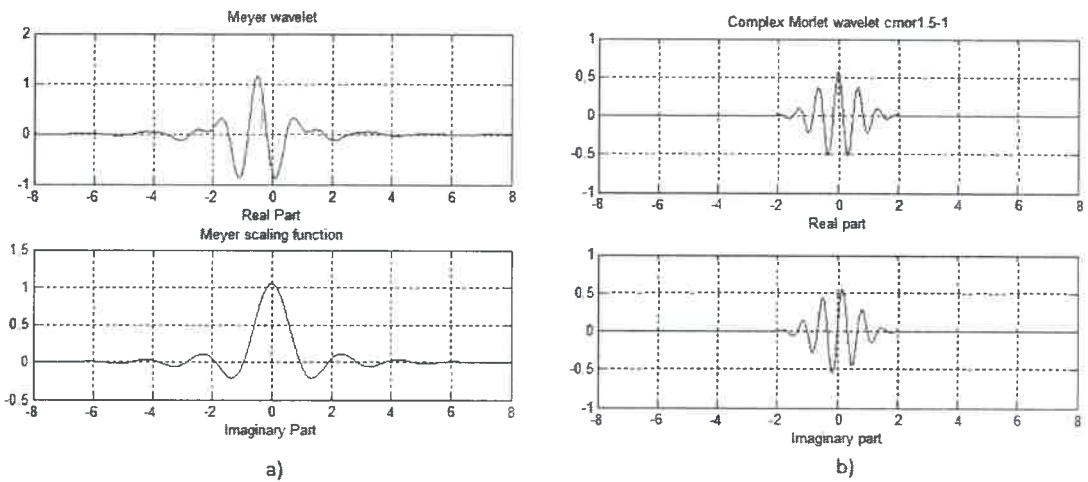 Meyer wavelet
2
1
0
-1
-8 -6 -4 -2 0 2 4 6 8
Real Part
Meyer scaling function
1.5
1
0.5
0
-0.5
-8 -6 -4 -2 0 2 4 6 8
Imaginary Part
a)
Complex Morlet wavelet cmor1.5-1
1
0.5
0
-0.5
-1
-8 -6 -4 -2 0 2 4 6 8
Real part
1
0.5
0
-0.5
-1
-8 -6 -4 -2 0 2 4 6 8
Imaginary part
b)